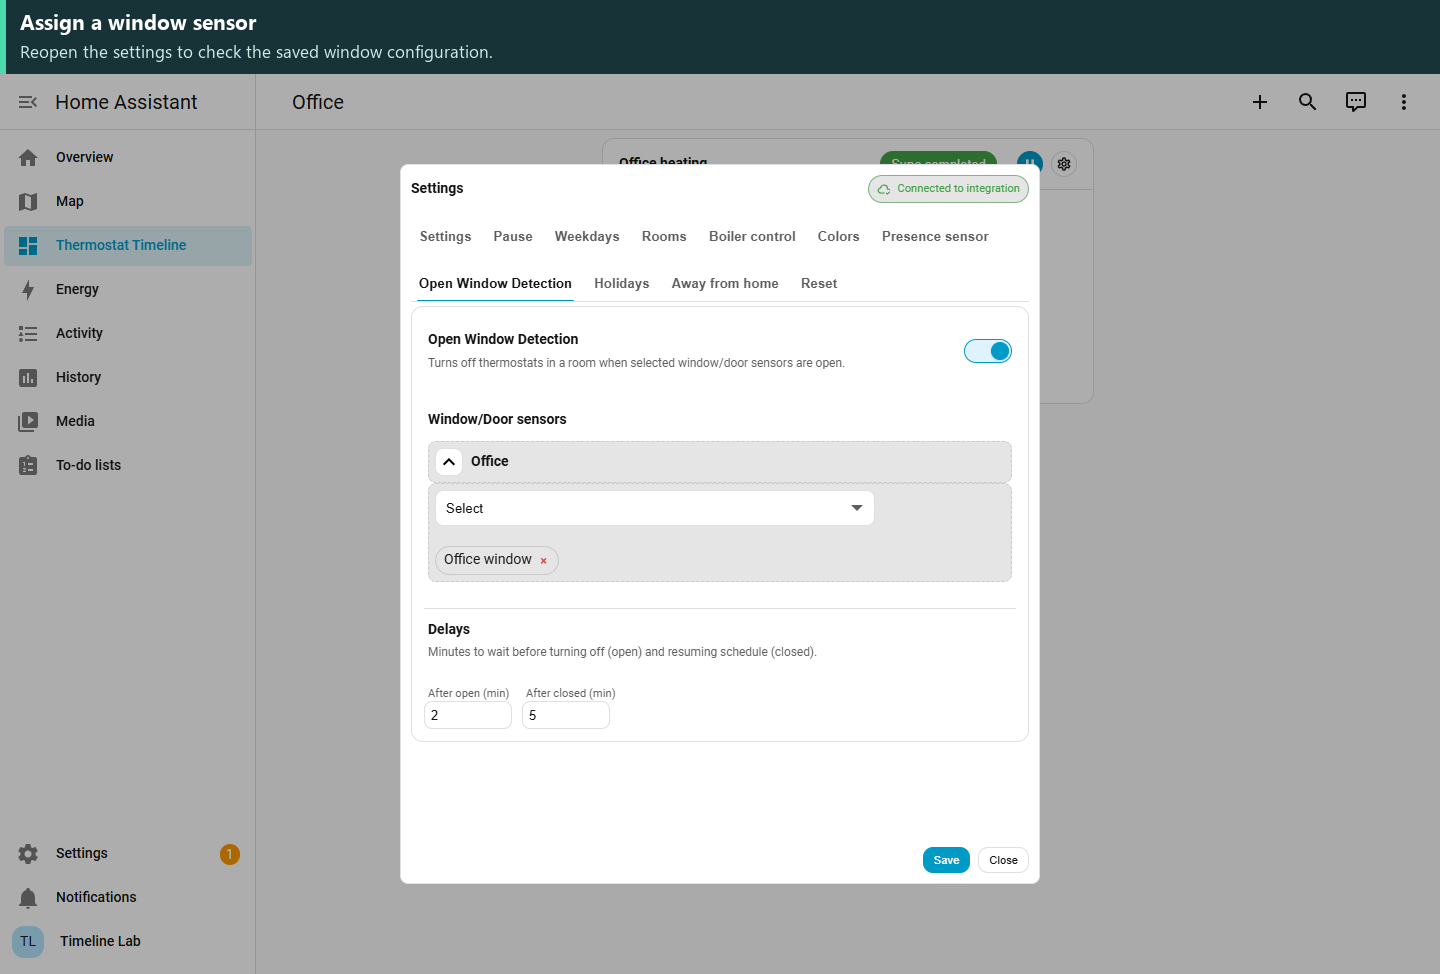 Assign a window sensor
Reopen the settings to check the saved window configuration.
Home Assistant
Office
Overview
Map
Thermostat Timeline
Energy
Activity
History
Media
To-do lists
Settings
1
Notifications
TL
Timeline Lab
Office heating
Sync completed
Settings
Connected to integration
Settings Pause Weekdays Rooms Boiler control Colors Presence sensor
Open Window Detection Holidays Away from home Reset
Open Window Detection
Turns off thermostats in a room when selected window/door sensors are open.
Window/Door sensors
Office
Select
Office window ×
Delays
Minutes to wait before turning off (open) and resuming schedule (closed).
After open (min) After closed (min)
2 5
Save Close